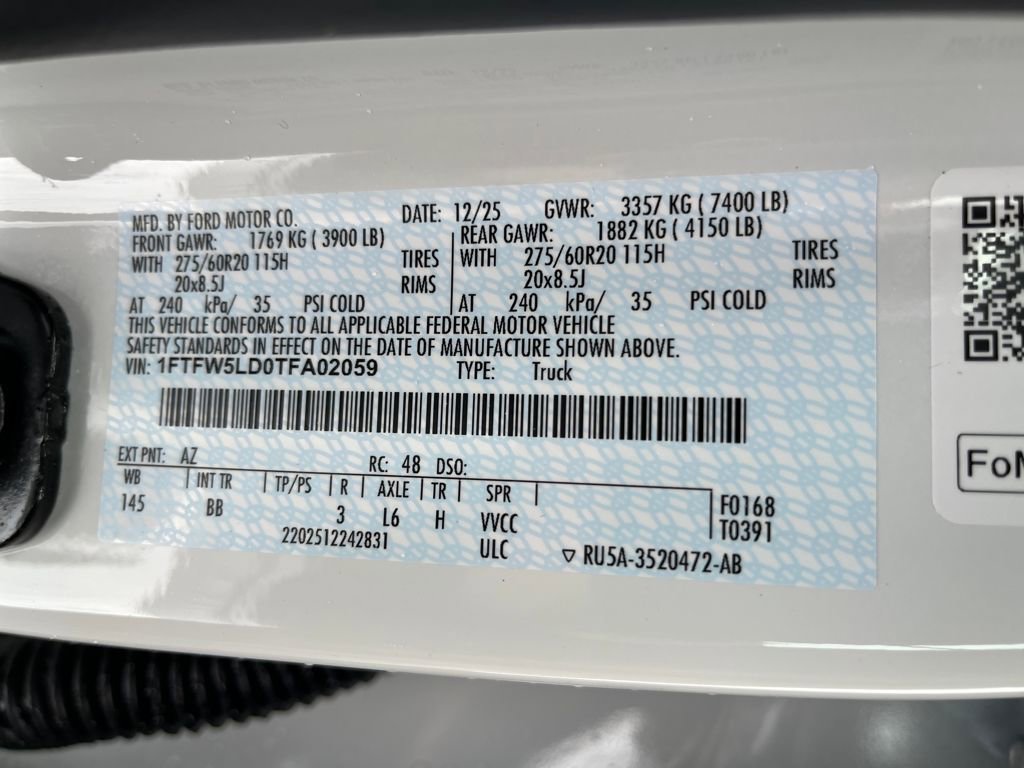 MFD. BY FORD MOTOR CO. DATE: 12/25 GVWR: 3357 KG ( 7400 LB)
FRONT GAWR: 1769 KG ( 3900 LB) REAR GAWR: 1882 KG ( 4150 LB)
WITH 275/60R20 115H TIRES WITH 275/60R20 115H TIRES
20x8.5J RIMS 20x8.5J RIMS
AT 240 kPa/ 35 PSI COLD AT 240 kPa/ 35 PSI COLD
THIS VEHICLE CONFORMS TO ALL APPLICABLE FEDERAL MOTOR VEHICLE
SAFETY STANDARDS IN EFFECT ON THE DATE OF MANUFACTURE SHOWN ABOVE.
VIN: 1FTFW5LD0TFA02059 TYPE: Truck
EXT PNT: AZ RC: 48 DSO:
WB INT TR TP/PS R AXLE TR SPR F0168
145 BB 3 L6 H VVCC T0391
2202512242831 ULC ▽ RU5A-3520472-AB
FoM